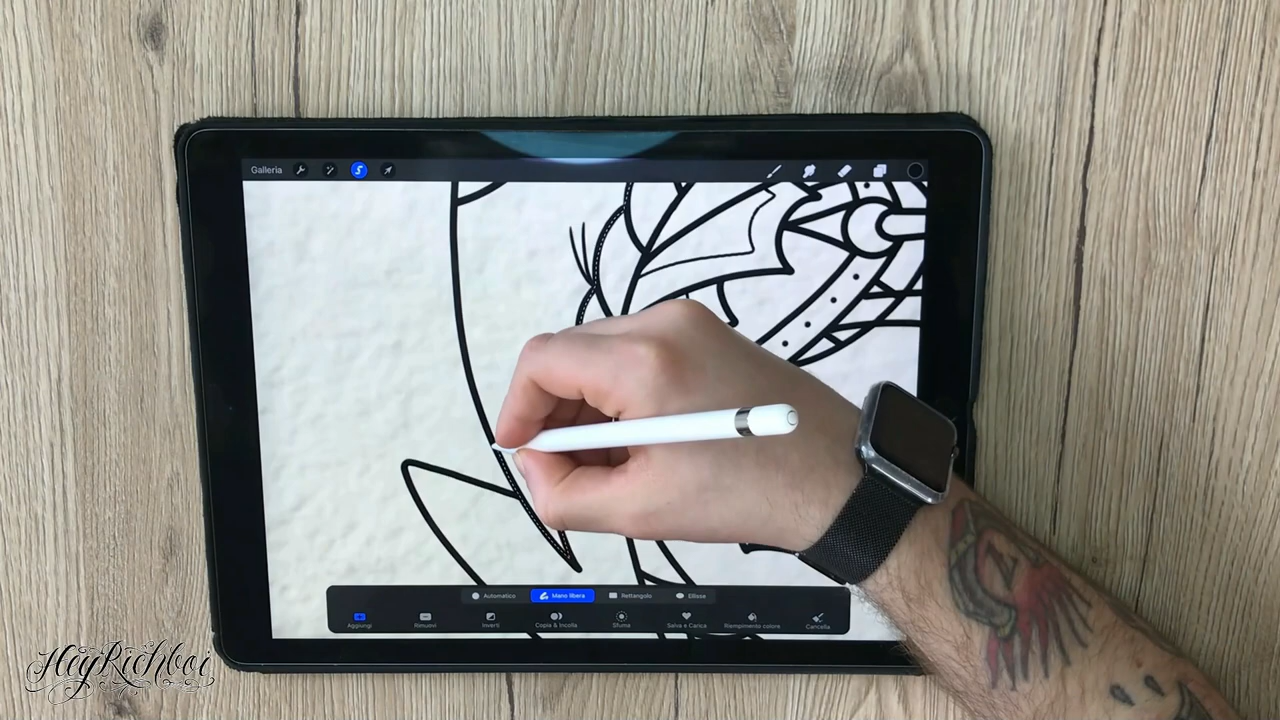 Galleria
Automatico Mano libera Rettangolo Ellisse
Aggiungi Rimuovi Inverti Copia & Incolla Sfuma Salva e Carica Riempimento colore Cancella
HeyRichboi